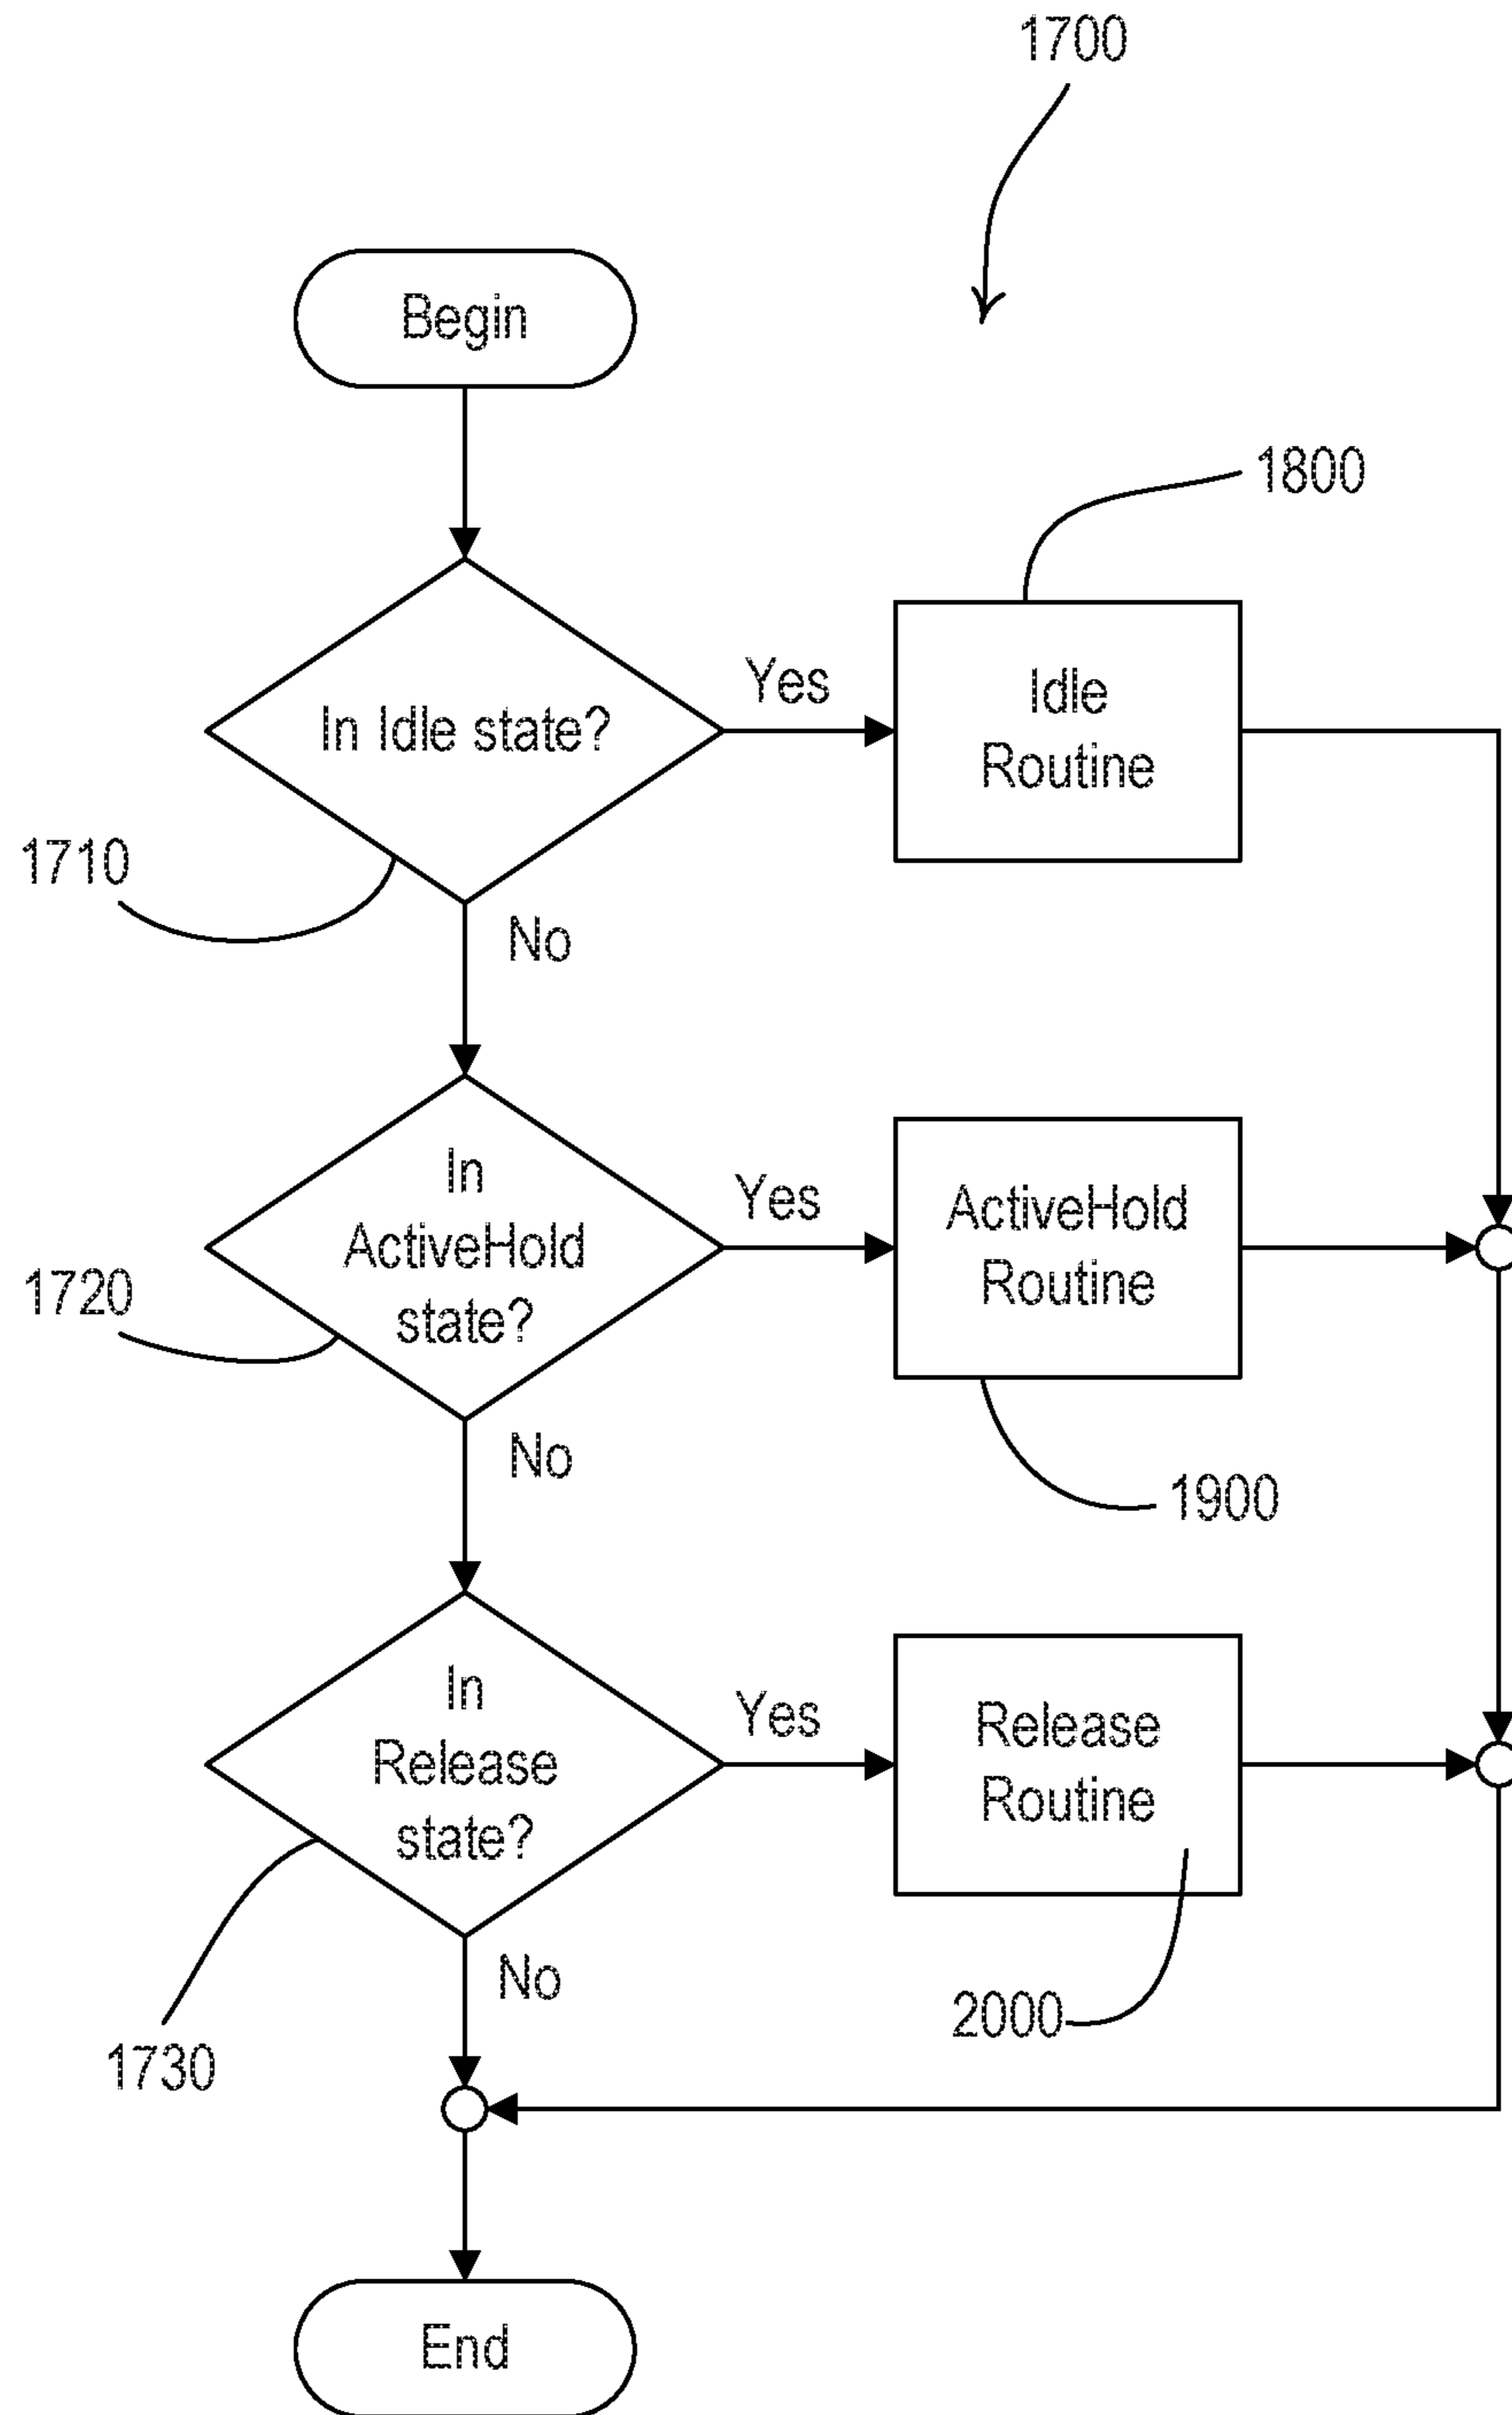 1700
Begin
1800
In Idle state?
Yes
Idle
Routine
1710
No
In
ActiveHold
state?
Yes
ActiveHold
Routine
1720
No
1900
In
Release
state?
Yes
Release
Routine
No
2000
1730
End